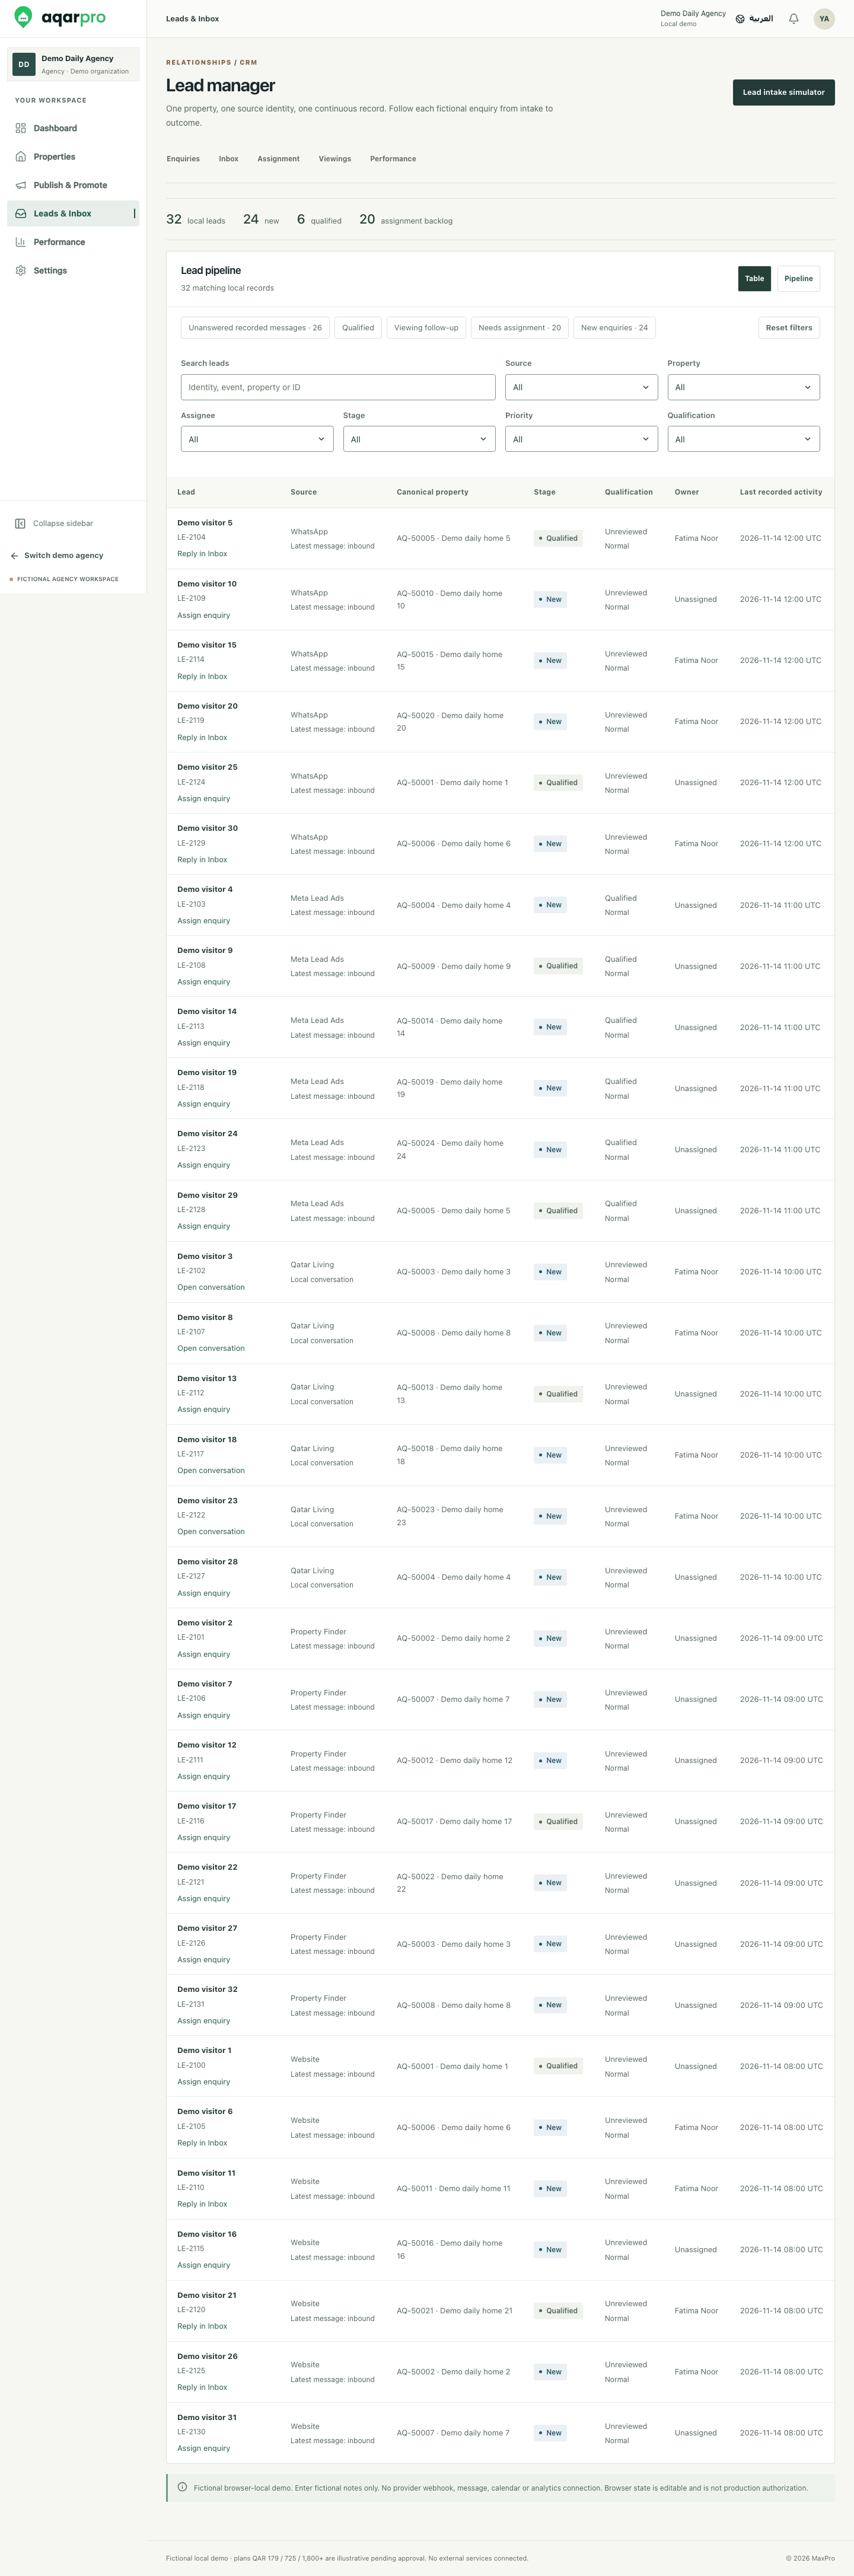 aqarpro
Leads & Inbox
Demo Daily Agency
Local demo
العربية
YA
DD
Demo Daily Agency
Agency · Demo organization
YOUR WORKSPACE
Dashboard
Properties
Publish & Promote
Leads & Inbox
Performance
Settings
Collapse sidebar
Switch demo agency
FICTIONAL AGENCY WORKSPACE
RELATIONSHIPS / CRM
Lead manager
One property, one source identity, one continuous record. Follow each fictional enquiry from intake to
outcome.
Lead intake simulator
Enquiries Inbox Assignment Viewings Performance
32 local leads 24 new 6 qualified 20 assignment backlog
Lead pipeline
32 matching local records
Table Pipeline
Unanswered recorded messages · 26 Qualified Viewing follow-up Needs assignment · 20 New enquiries · 24 Reset filters
Search leads Source Property
Identity, event, property or ID All All
Assignee Stage Priority Qualification
All All All All
Lead Source Canonical property Stage Qualification Owner Last recorded activity
Demo visitor 5
LE-2104
Reply in Inbox
WhatsApp
Latest message: inbound
AQ-50005 · Demo daily home 5
Qualified
Unreviewed
Normal
Fatima Noor
2026-11-14 12:00 UTC
Demo visitor 10
LE-2109
Assign enquiry
WhatsApp
Latest message: inbound
AQ-50010 · Demo daily home
10
New
Unreviewed
Normal
Unassigned
2026-11-14 12:00 UTC
Demo visitor 15
LE-2114
Reply in Inbox
WhatsApp
Latest message: inbound
AQ-50015 · Demo daily home
15
New
Unreviewed
Normal
Fatima Noor
2026-11-14 12:00 UTC
Demo visitor 20
LE-2119
Reply in Inbox
WhatsApp
Latest message: inbound
AQ-50020 · Demo daily home
20
New
Unreviewed
Normal
Fatima Noor
2026-11-14 12:00 UTC
Demo visitor 25
LE-2124
Assign enquiry
WhatsApp
Latest message: inbound
AQ-50001 · Demo daily home 1
Qualified
Unreviewed
Normal
Unassigned
2026-11-14 12:00 UTC
Demo visitor 30
LE-2129
Reply in Inbox
WhatsApp
Latest message: inbound
AQ-50006 · Demo daily home 6
New
Unreviewed
Normal
Fatima Noor
2026-11-14 12:00 UTC
Demo visitor 4
LE-2103
Assign enquiry
Meta Lead Ads
Latest message: inbound
AQ-50004 · Demo daily home 4
New
Qualified
Normal
Unassigned
2026-11-14 11:00 UTC
Demo visitor 9
LE-2108
Assign enquiry
Meta Lead Ads
Latest message: inbound
AQ-50009 · Demo daily home 9
Qualified
Qualified
Normal
Unassigned
2026-11-14 11:00 UTC
Demo visitor 14
LE-2113
Assign enquiry
Meta Lead Ads
Latest message: inbound
AQ-50014 · Demo daily home
14
New
Qualified
Normal
Unassigned
2026-11-14 11:00 UTC
Demo visitor 19
LE-2118
Assign enquiry
Meta Lead Ads
Latest message: inbound
AQ-50019 · Demo daily home
19
New
Qualified
Normal
Unassigned
2026-11-14 11:00 UTC
Demo visitor 24
LE-2123
Assign enquiry
Meta Lead Ads
Latest message: inbound
AQ-50024 · Demo daily home
24
New
Qualified
Normal
Unassigned
2026-11-14 11:00 UTC
Demo visitor 29
LE-2128
Assign enquiry
Meta Lead Ads
Latest message: inbound
AQ-50005 · Demo daily home 5
Qualified
Qualified
Normal
Unassigned
2026-11-14 11:00 UTC
Demo visitor 3
LE-2102
Open conversation
Qatar Living
Local conversation
AQ-50003 · Demo daily home 3
New
Unreviewed
Normal
Fatima Noor
2026-11-14 10:00 UTC
Demo visitor 8
LE-2107
Open conversation
Qatar Living
Local conversation
AQ-50008 · Demo daily home 8
New
Unreviewed
Normal
Fatima Noor
2026-11-14 10:00 UTC
Demo visitor 13
LE-2112
Assign enquiry
Qatar Living
Local conversation
AQ-50013 · Demo daily home
13
Qualified
Unreviewed
Normal
Unassigned
2026-11-14 10:00 UTC
Demo visitor 18
LE-2117
Open conversation
Qatar Living
Local conversation
AQ-50018 · Demo daily home
18
New
Unreviewed
Normal
Fatima Noor
2026-11-14 10:00 UTC
Demo visitor 23
LE-2122
Open conversation
Qatar Living
Local conversation
AQ-50023 · Demo daily home
23
New
Unreviewed
Normal
Fatima Noor
2026-11-14 10:00 UTC
Demo visitor 28
LE-2127
Assign enquiry
Qatar Living
Local conversation
AQ-50004 · Demo daily home 4
New
Unreviewed
Normal
Unassigned
2026-11-14 10:00 UTC
Demo visitor 2
LE-2101
Assign enquiry
Property Finder
Latest message: inbound
AQ-50002 · Demo daily home 2
New
Unreviewed
Normal
Unassigned
2026-11-14 09:00 UTC
Demo visitor 7
LE-2106
Assign enquiry
Property Finder
Latest message: inbound
AQ-50007 · Demo daily home 7
New
Unreviewed
Normal
Unassigned
2026-11-14 09:00 UTC
Demo visitor 12
LE-2111
Assign enquiry
Property Finder
Latest message: inbound
AQ-50012 · Demo daily home 12
New
Unreviewed
Normal
Unassigned
2026-11-14 09:00 UTC
Demo visitor 17
LE-2116
Assign enquiry
Property Finder
Latest message: inbound
AQ-50017 · Demo daily home 17
Qualified
Unreviewed
Normal
Unassigned
2026-11-14 09:00 UTC
Demo visitor 22
LE-2121
Assign enquiry
Property Finder
Latest message: inbound
AQ-50022 · Demo daily home
22
New
Unreviewed
Normal
Unassigned
2026-11-14 09:00 UTC
Demo visitor 27
LE-2126
Assign enquiry
Property Finder
Latest message: inbound
AQ-50003 · Demo daily home 3
New
Unreviewed
Normal
Unassigned
2026-11-14 09:00 UTC
Demo visitor 32
LE-2131
Assign enquiry
Property Finder
Latest message: inbound
AQ-50008 · Demo daily home 8
New
Unreviewed
Normal
Unassigned
2026-11-14 09:00 UTC
Demo visitor 1
LE-2100
Assign enquiry
Website
Latest message: inbound
AQ-50001 · Demo daily home 1
Qualified
Unreviewed
Normal
Unassigned
2026-11-14 08:00 UTC
Demo visitor 6
LE-2105
Reply in Inbox
Website
Latest message: inbound
AQ-50006 · Demo daily home 6
New
Unreviewed
Normal
Fatima Noor
2026-11-14 08:00 UTC
Demo visitor 11
LE-2110
Reply in Inbox
Website
Latest message: inbound
AQ-50011 · Demo daily home 11
New
Unreviewed
Normal
Fatima Noor
2026-11-14 08:00 UTC
Demo visitor 16
LE-2115
Assign enquiry
Website
Latest message: inbound
AQ-50016 · Demo daily home
16
New
Unreviewed
Normal
Unassigned
2026-11-14 08:00 UTC
Demo visitor 21
LE-2120
Reply in Inbox
Website
Latest message: inbound
AQ-50021 · Demo daily home 21
Qualified
Unreviewed
Normal
Fatima Noor
2026-11-14 08:00 UTC
Demo visitor 26
LE-2125
Reply in Inbox
Website
Latest message: inbound
AQ-50002 · Demo daily home 2
New
Unreviewed
Normal
Fatima Noor
2026-11-14 08:00 UTC
Demo visitor 31
LE-2130
Assign enquiry
Website
Latest message: inbound
AQ-50007 · Demo daily home 7
New
Unreviewed
Normal
Unassigned
2026-11-14 08:00 UTC
Fictional browser-local demo. Enter fictional notes only. No provider webhook, message, calendar or analytics connection. Browser state is editable and is not production authorization.
Fictional local demo · plans QAR 179 / 725 / 1,800+ are illustrative pending approval. No external services connected.
© 2026 MaxPro